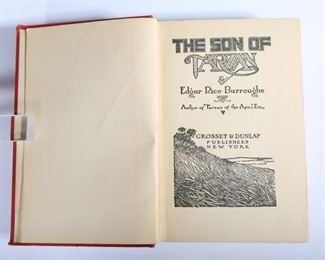 THE SON OF
TARZAN
By
Edgar Rice Burroughs
Author of Tarzan of the Apes, Etc.
GROSSET & DUNLAP
PUBLISHERS
NEW YORK